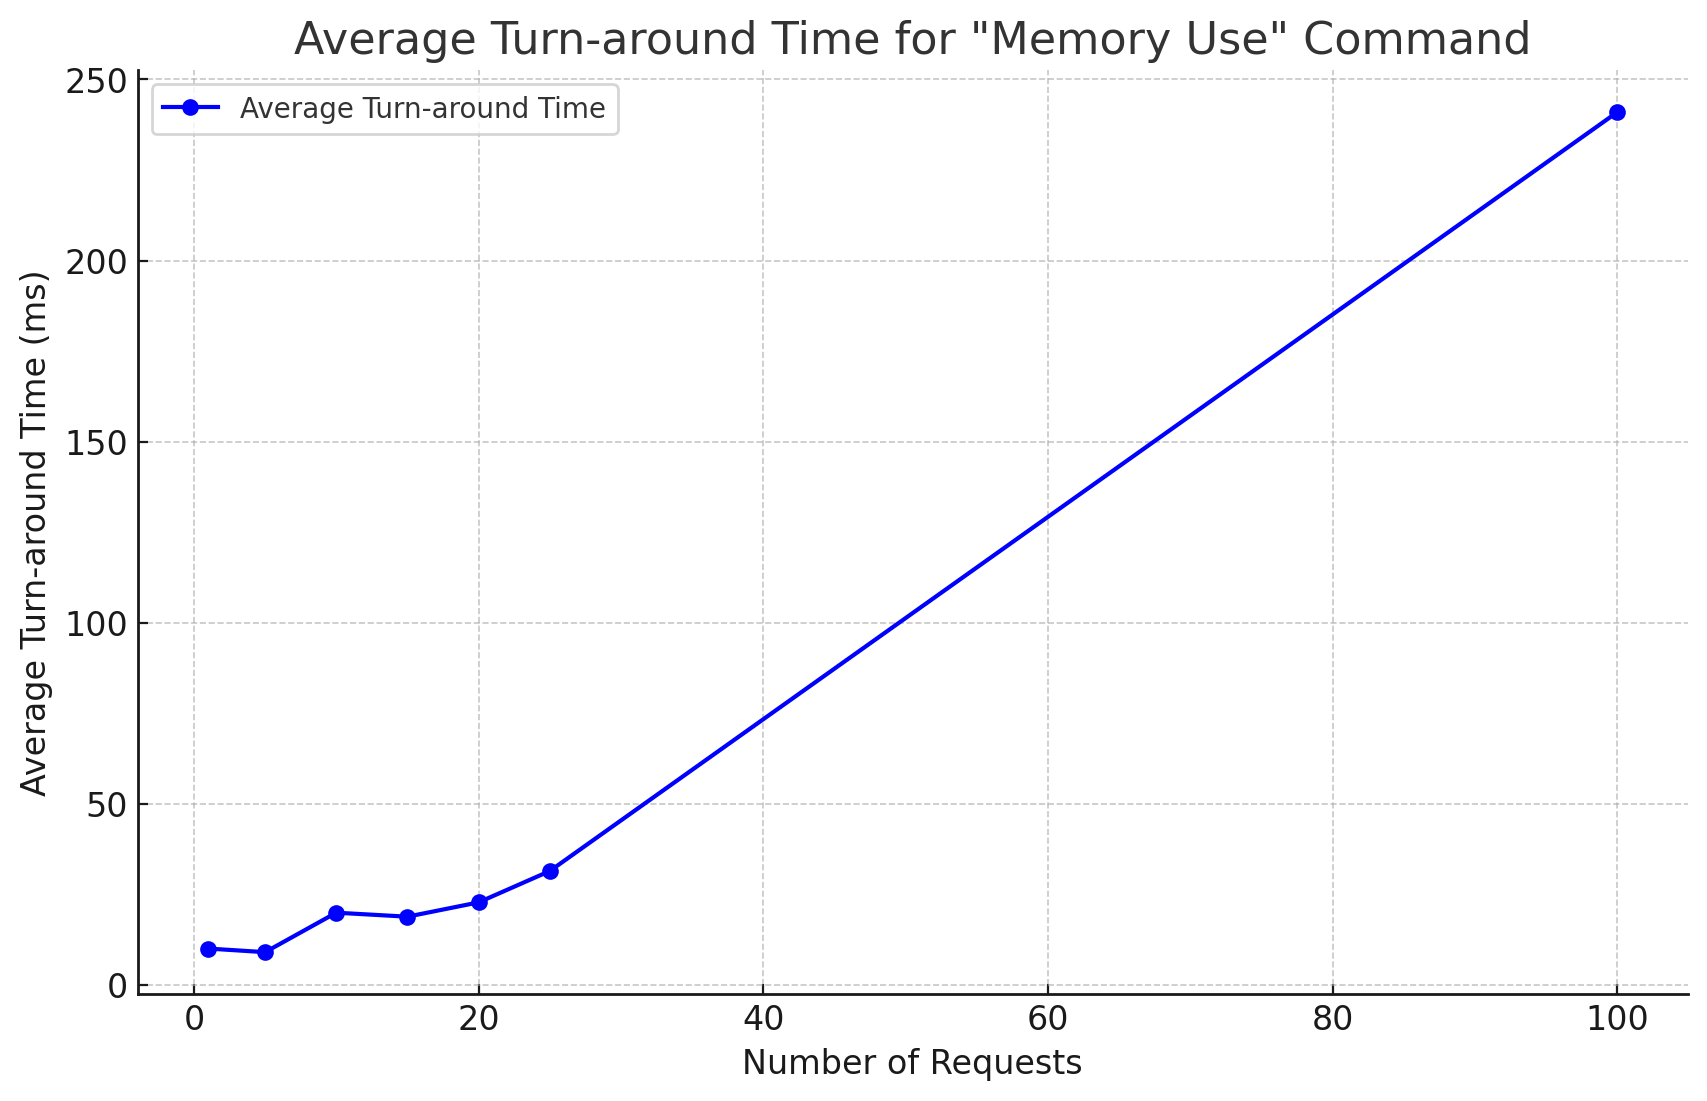 Average Turn-around Time for "Memory Use" Command
Average Turn-around Time
Average Turn-around Time (ms)
250
200
150
100
50
0
0 20 40 60 80 100
Number of Requests